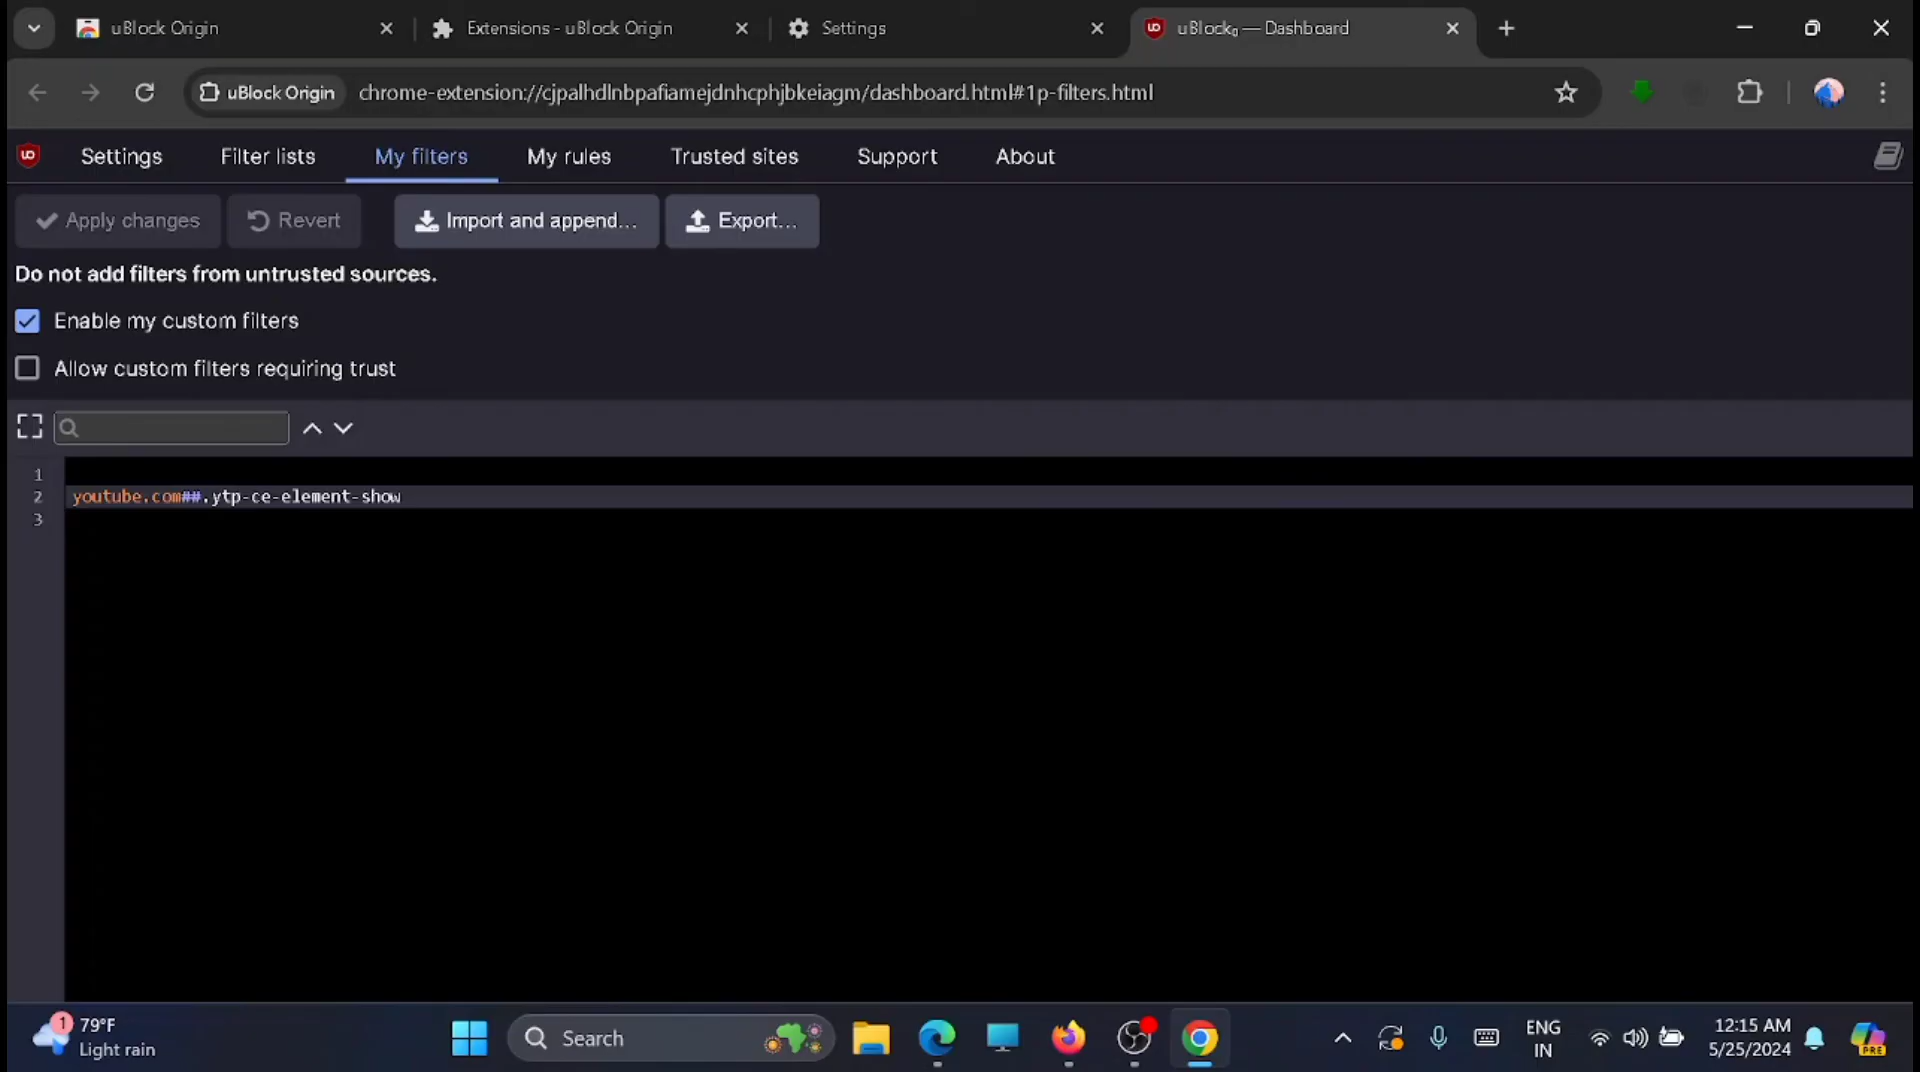 uBlock Origin
Extensions - uBlock Origin
Settings
uBlock₀ — Dashboard
uBlock Origin
chrome-extension://cjpalhdlnbpafiamejdnhcphjbkeiagm/dashboard.html#1p-filters.html
Settings
Filter lists
My filters
My rules
Trusted sites
Support
About
Apply changes
Revert
Import and append…
Export…
Do not add filters from untrusted sources.
Enable my custom filters
Allow custom filters requiring trust
1
2 youtube.com##.ytp-ce-element-show
3
1
79°F
Light rain
Search
ENG
IN
12:15 AM
5/25/2024
PRE